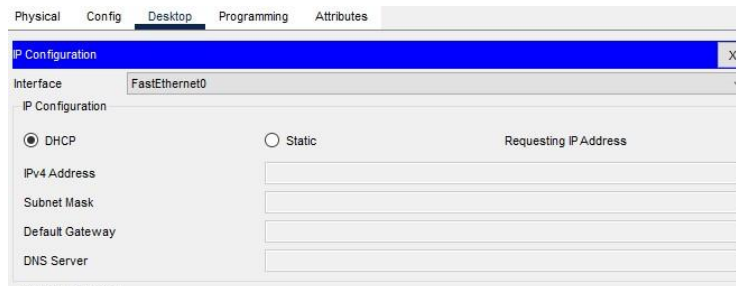 Physical Config Desktop Programming Attributes
IP Configuration X
Interface FastEthernet0
IP Configuration
DHCP Static Requesting IP Address
IPv4 Address
Subnet Mask
Default Gateway
DNS Server